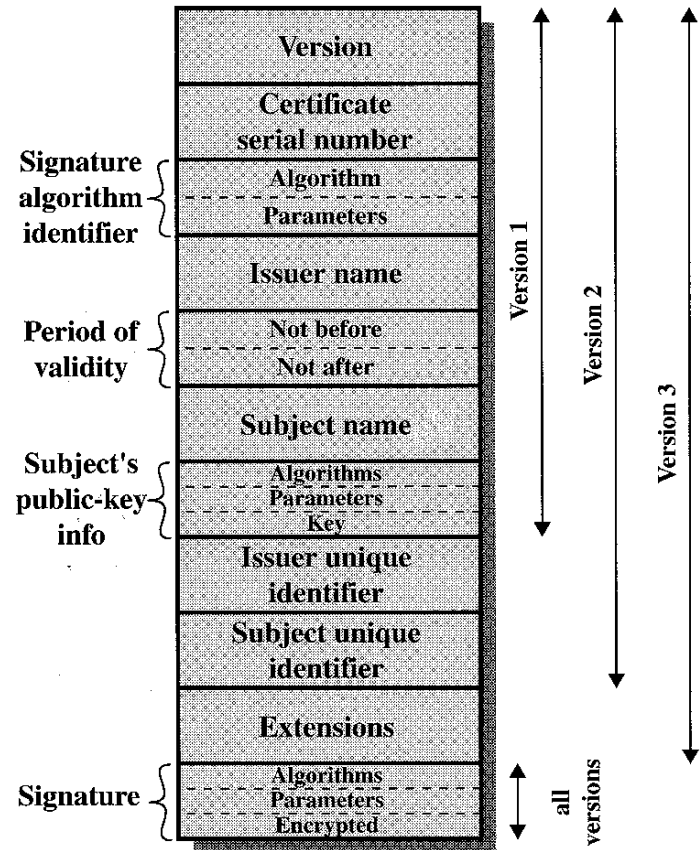 Version
Certificate
serial number
Signature
algorithm
identifier
Algorithm
Parameters
Issuer name
Period of
validity
Not before
Not after
Subject name
Subject's
public-key
info
Algorithms
Parameters
Key
Issuer unique
identifier
Subject unique
identifier
Extensions
Signature
Algorithms
Parameters
Encrypted
Version 1
Version 2
Version 3
all
versions